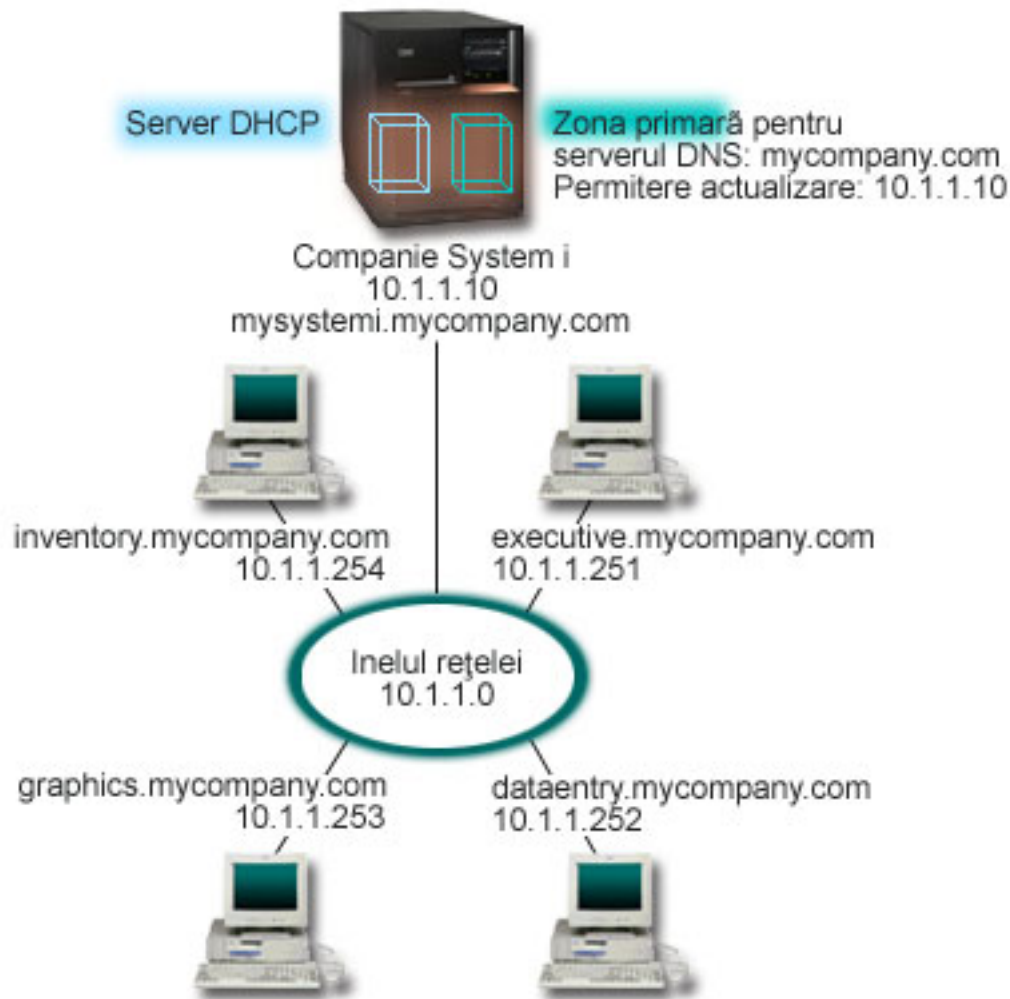 Server DHCP
Zona primară pentru
serverul DNS: mycompany.com
Permitere actualizare: 10.1.1.10
Companie System i
10.1.1.10
mysystemi.mycompany.com
inventory.mycompany.com
10.1.1.254
executive.mycompany.com
10.1.1.251
Inelul reţelei
10.1.1.0
graphics.mycompany.com
10.1.1.253
dataentry.mycompany.com
10.1.1.252